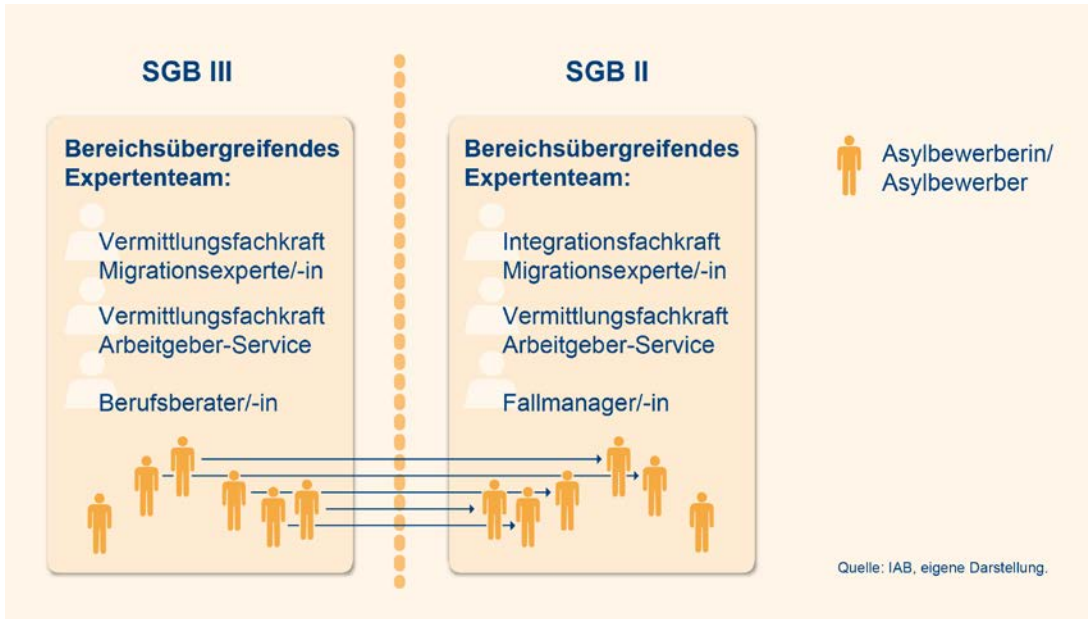 SGB III
Bereichsübergreifendes
Expertenteam:
Vermittlungsfachkraft
Migrationsexperte/-in
Vermittlungsfachkraft
Arbeitgeber-Service
Berufsberater/-in
SGB II
Bereichsübergreifendes
Expertenteam:
Integrationsfachkraft
Migrationsexperte/-in
Vermittlungsfachkraft
Arbeitgeber-Service
Fallmanager/-in
Asylbewerberin/
Asylbewerber
Quelle: IAB, eigene Darstellung.